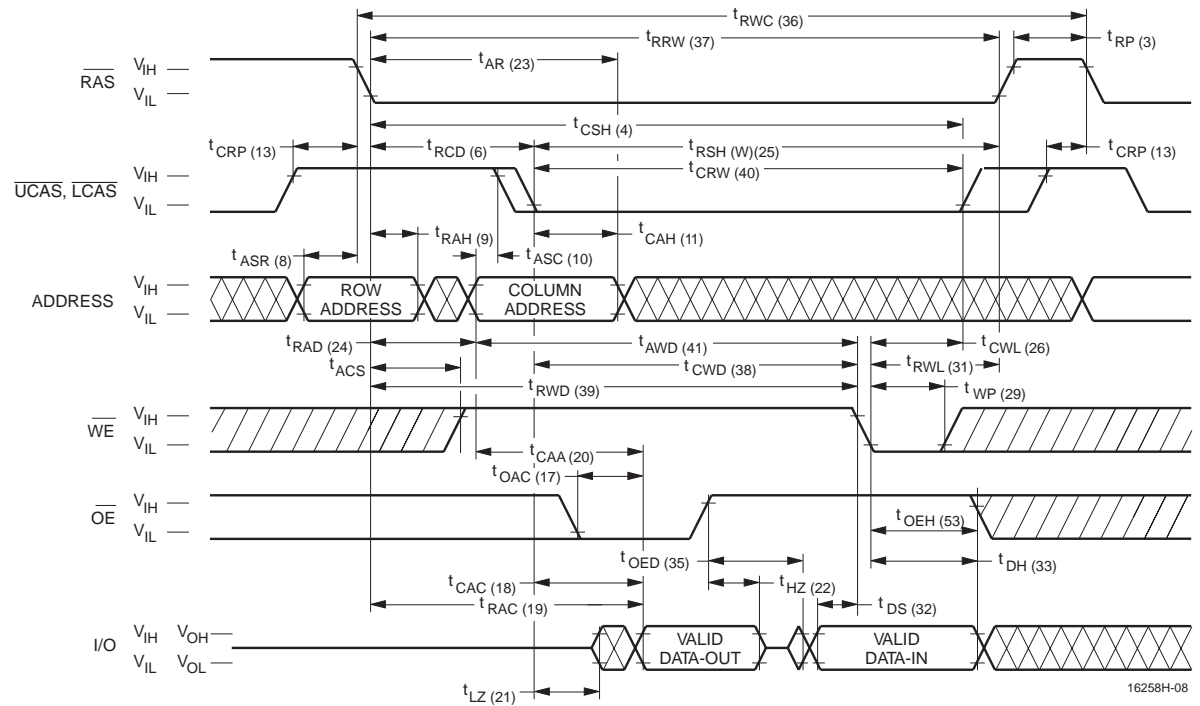 tRWC (36)
tRRW (37)
tRP (3)
tAR (23)
RAS VIH
VIL
tCSH (4)
tCRP (13) tRCD (6) tRSH (W)(25) tCRP (13)
tCRW (40)
UCAS, LCAS VIH
VIL
tRAH (9) tCAH (11)
tASR (8) tASC (10)
ADDRESS VIH
VIL
ROW ADDRESS
COLUMN ADDRESS
tRAD (24) tAWD (41) tCWL (26)
tACS tCWD (38) tRWL (31)
tRWD (39) tWP (29)
WE VIH
VIL
tCAA (20)
tOAC (17)
OE VIH
VIL
tOEH (53)
tOED (35) tDH (33)
tCAC (18) tHZ (22)
tRAC (19) tDS (32)
I/O VIH VOH
VIL VOL
VALID DATA-OUT
VALID DATA-IN
tLZ (21)
16258H-08